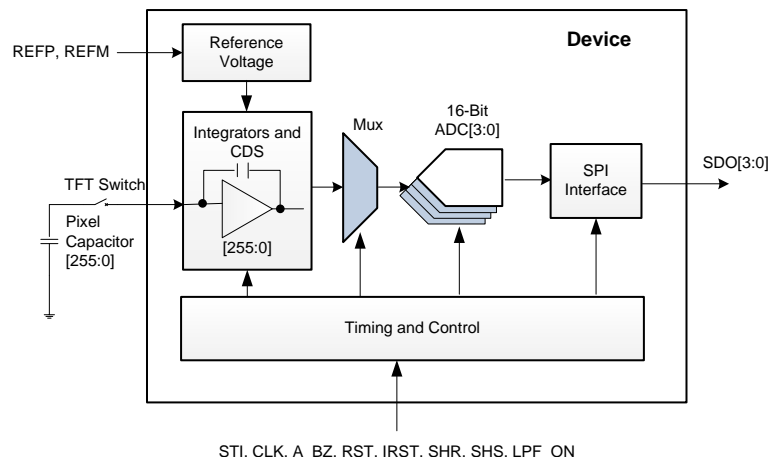 Device
REFP, REFM
Reference
Voltage
Integrators and
CDS
[255:0]
Mux
16-Bit
ADC[3:0]
SPI
Interface
SDO[3:0]
TFT Switch
Pixel
Capacitor
[255:0]
Timing and Control
STI, CLK, A_BZ, RST, IRST, SHR, SHS, LPF_ON